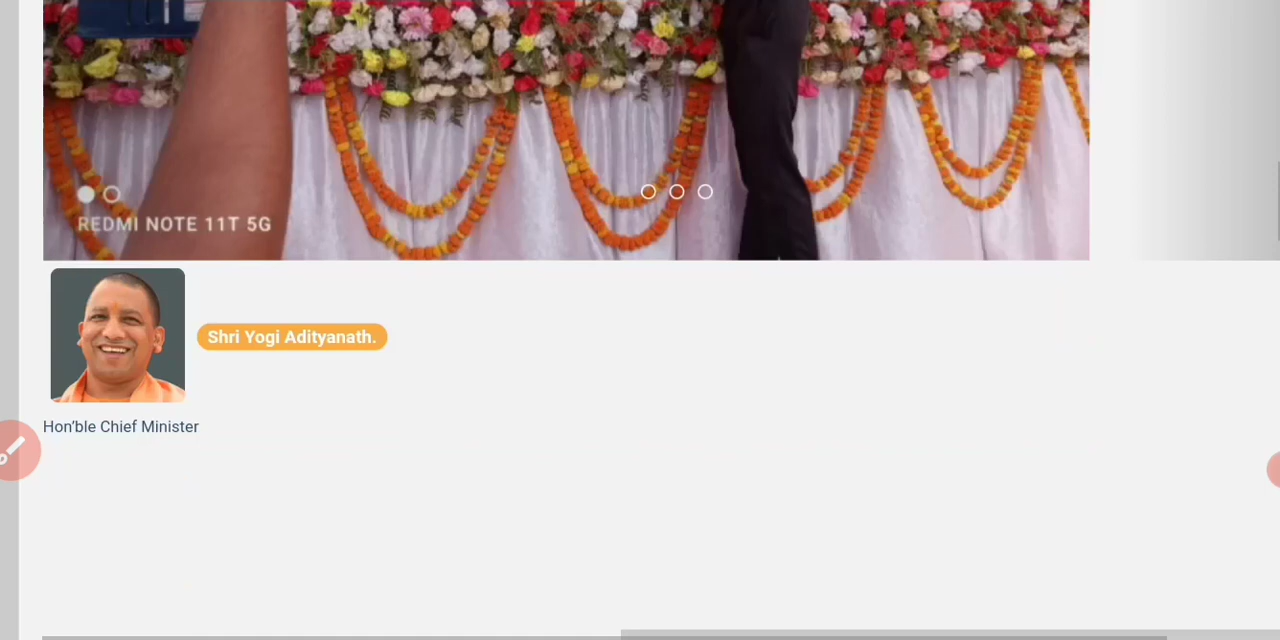 REDMI NOTE 11T 5G
Shri Yogi Adityanath.
Hon’ble Chief Minister